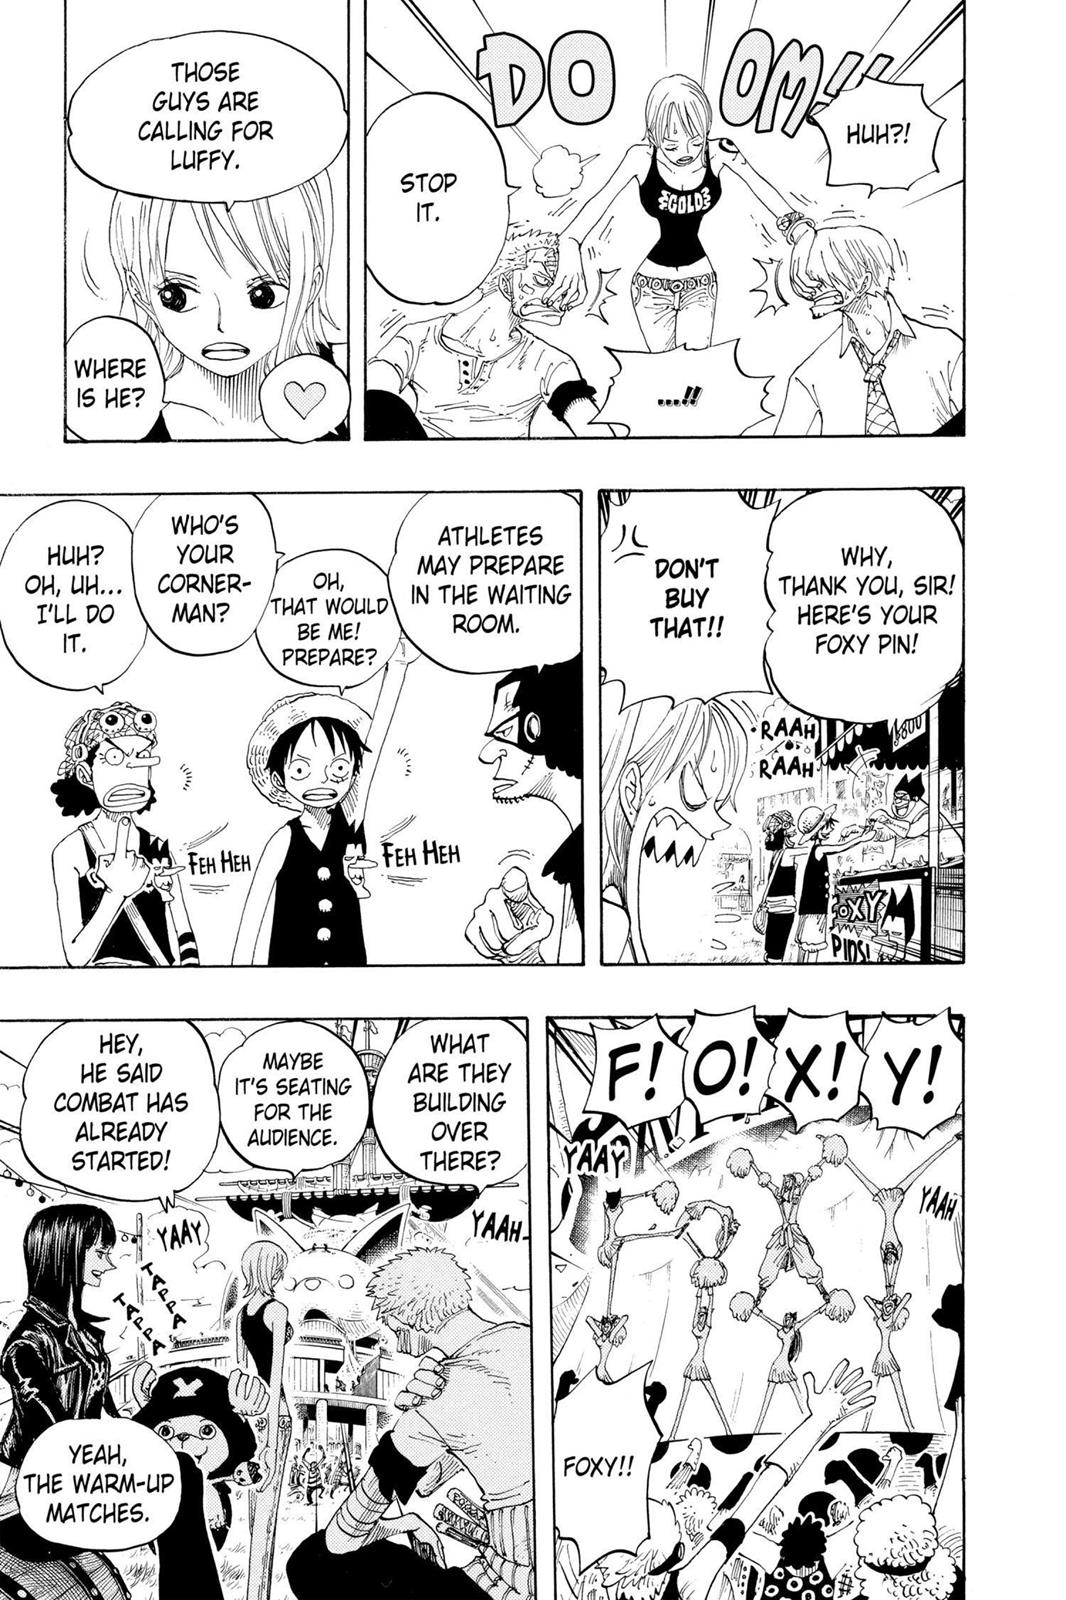 DO
OM!!
HUH?!
STOP
IT.
GOLD
....!!
THOSE
GUYS ARE
CALLING FOR
LUFFY.
WHERE
IS HE?
WHY,
THANK YOU, SIR!
HERE'S YOUR
FOXY PIN!
DON'T
BUY
THAT!!
RAAH
RAAH
FOXY
PINS!
ATHLETES
MAY PREPARE
IN THE WAITING
ROOM.
OH,
THAT WOULD
BE ME!
PREPARE?
WHO'S
YOUR
CORNER-
MAN?
HUH?
OH, UH...
I'LL DO
IT.
FEH HEH
FEH HEH
F! O! X! Y!
YAAY
YAAH
FOXY!!
WHAT
ARE THEY
BUILDING
OVER
THERE?
MAYBE
IT'S SEATING
FOR THE
AUDIENCE.
HEY,
HE SAID
COMBAT HAS
ALREADY
STARTED!
YAAY
YAAH
TAPPA
TAPPA
YEAH,
THE WARM-UP
MATCHES.